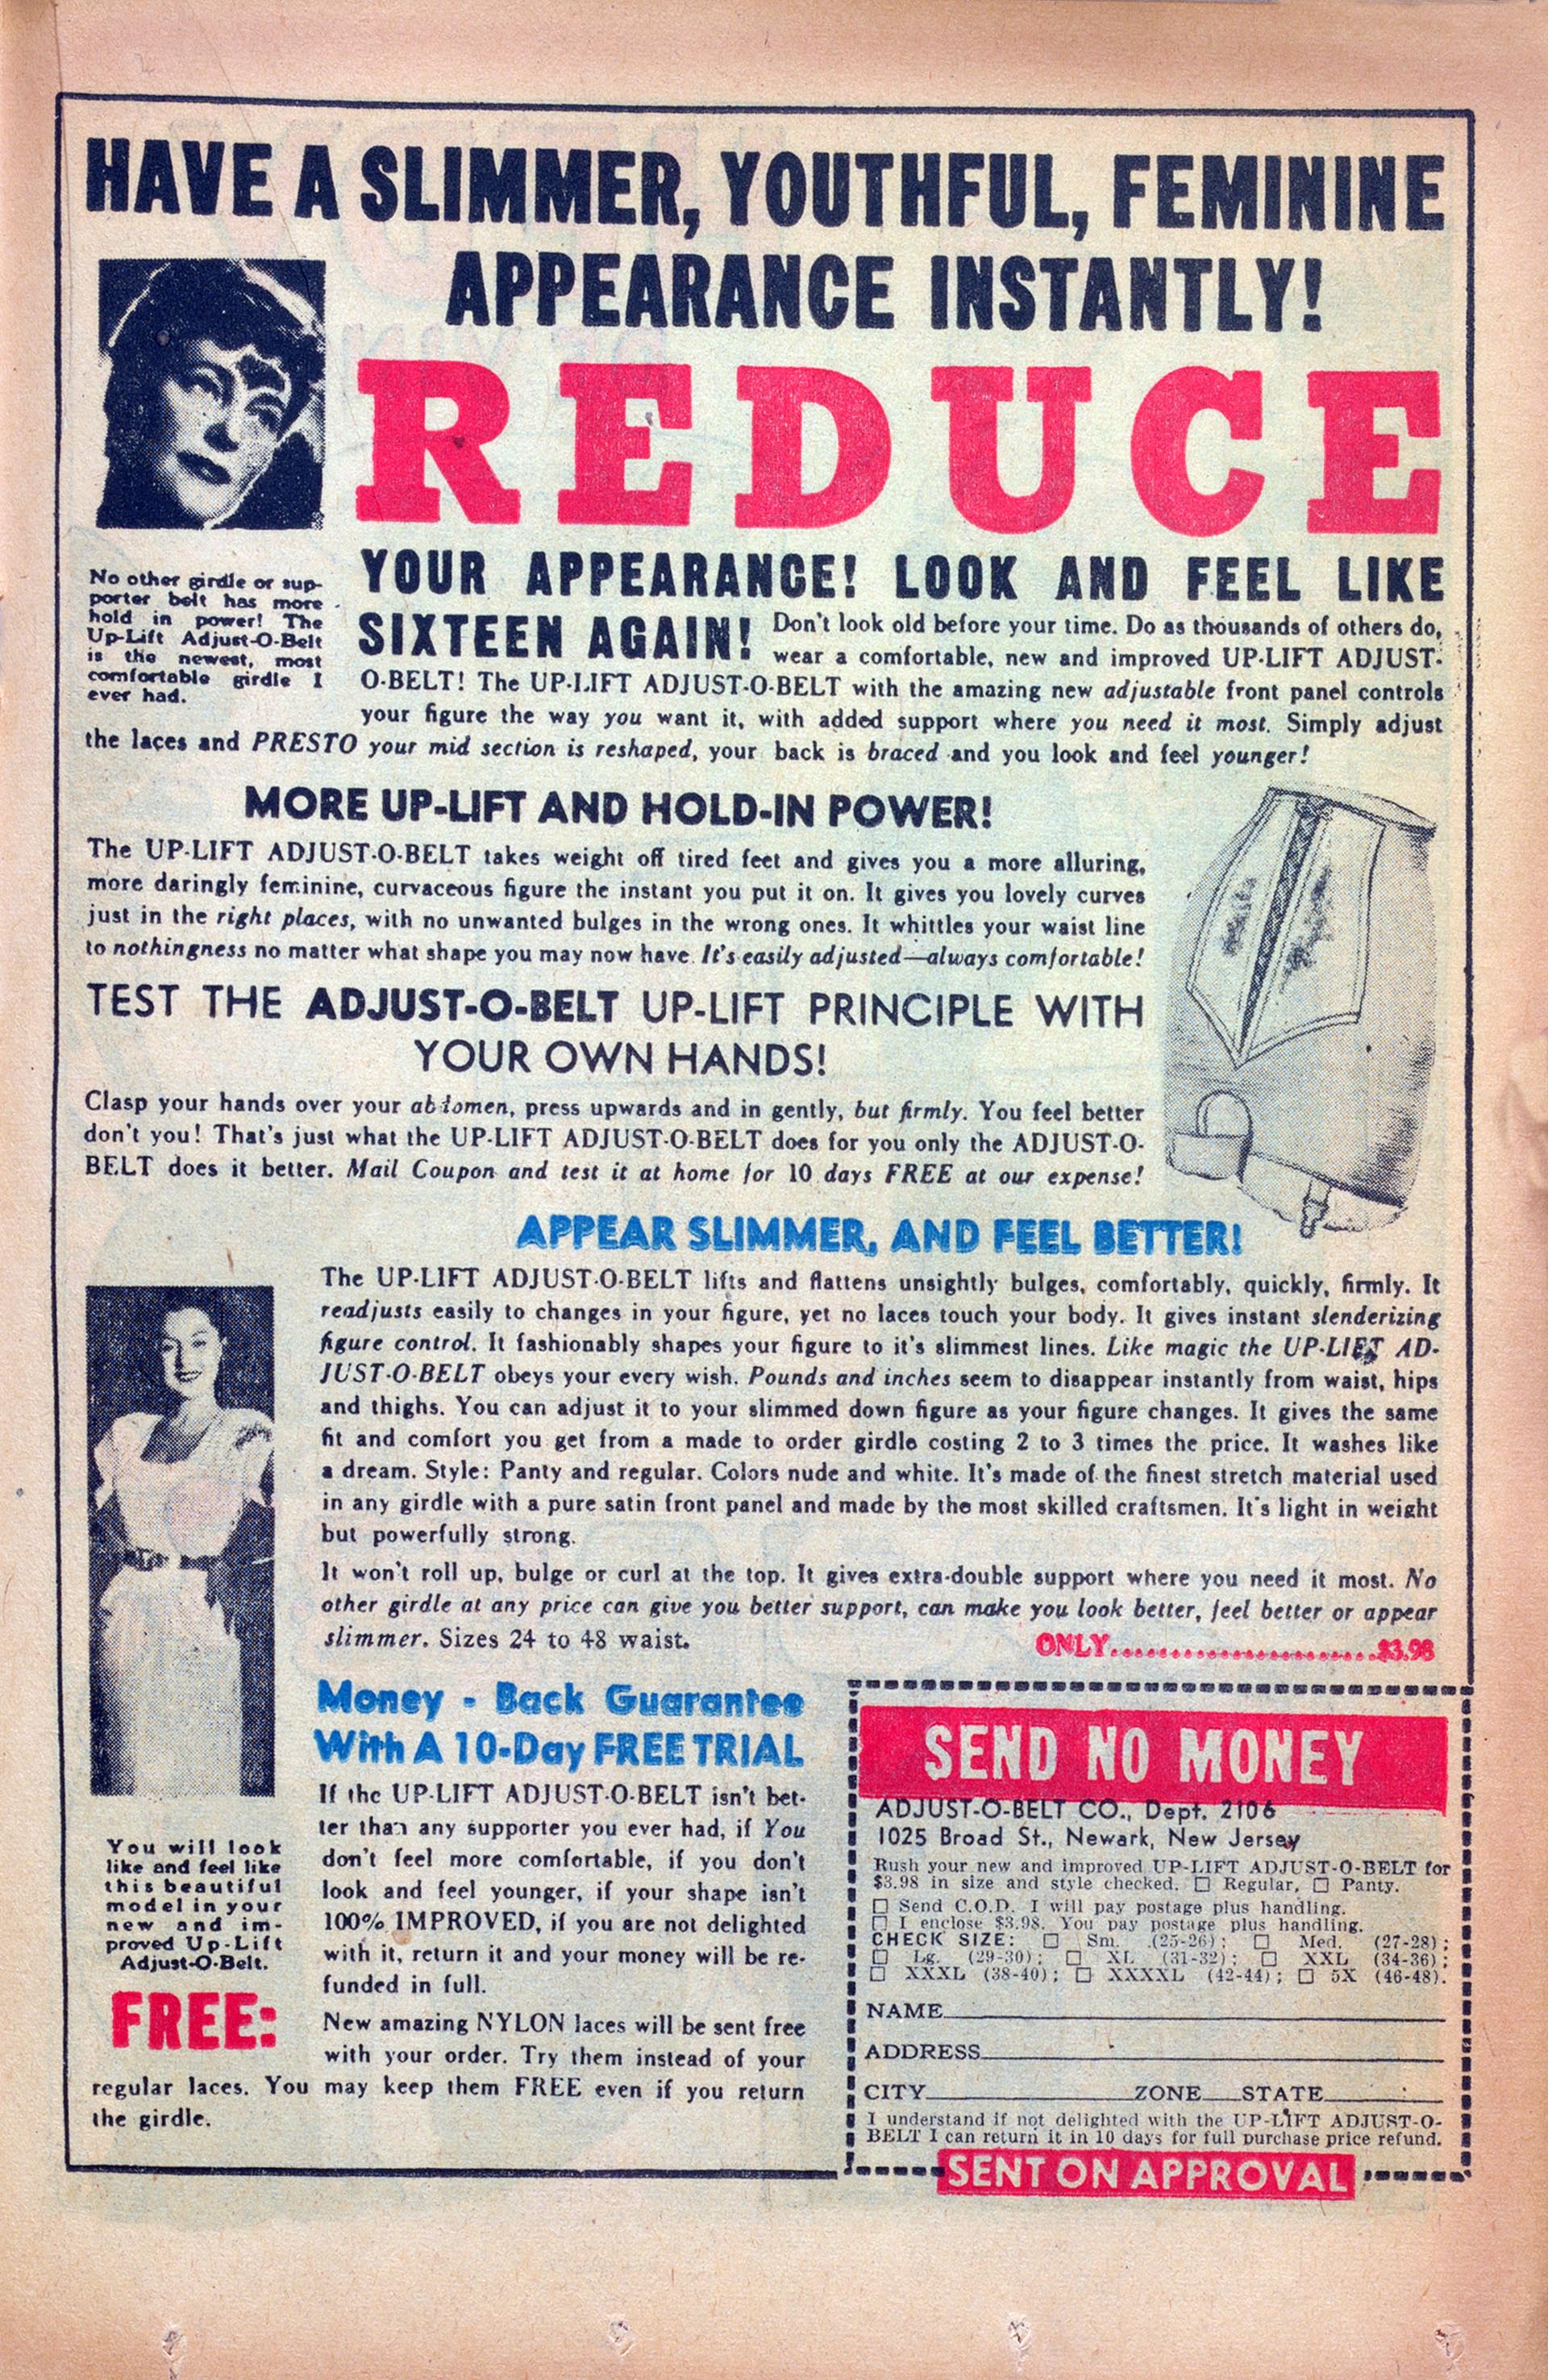 HAVE A SLIMMER, YOUTHFUL, FEMININE
APPEARANCE INSTANTLY!
REDUCE
YOUR APPEARANCE! LOOK AND FEEL LIKE
SIXTEEN AGAIN! Don't look old before your time. Do as thousands of others do,
wear a comfortable, new and improved UP-LIFT ADJUST-
O-BELT! The UP-LIFT ADJUST-O-BELT with the amazing new adjustable front panel controls
your figure the way you want it, with added support where you need it most. Simply adjust
the laces and PRESTO your mid section is reshaped, your back is braced and you look and feel younger!
No other girdle or sup-
porter belt has more
hold in power! The
Up-Lift Adjust-O-Belt
is the newest, most
comfortable girdle I
ever had.
MORE UP-LIFT AND HOLD-IN POWER!
The UP-LIFT ADJUST-O-BELT takes weight off tired feet and gives you a more alluring,
more daringly feminine, curvaceous figure the instant you put it on. It gives you lovely curves
just in the right places, with no unwanted bulges in the wrong ones. It whittles your waist line
to nothingness no matter what shape you may now have. It's easily adjusted—always comfortable!
TEST THE ADJUST-O-BELT UP-LIFT PRINCIPLE WITH
YOUR OWN HANDS!
Clasp your hands over your abdomen, press upwards and in gently, but firmly. You feel better
don't you! That's just what the UP-LIFT ADJUST-O-BELT does for you only the ADJUST-O-
BELT does it better. Mail Coupon and test it at home for 10 days FREE at our expense!
APPEAR SLIMMER, AND FEEL BETTER!
The UP-LIFT ADJUST-O-BELT lifts and flattens unsightly bulges, comfortably, quickly, firmly. It
readjusts easily to changes in your figure, yet no laces touch your body. It gives instant slenderizing
figure control. It fashionably shapes your figure to it's slimmest lines. Like magic the UP-LIFT AD-
JUST-O-BELT obeys your every wish. Pounds and inches seem to disappear instantly from waist, hips
and thighs. You can adjust it to your slimmed down figure as your figure changes. It gives the same
fit and comfort you get from a made to order girdle costing 2 to 3 times the price. It washes like
a dream. Style: Panty and regular. Colors nude and white. It's made of the finest stretch material used
in any girdle with a pure satin front panel and made by the most skilled craftsmen. It's light in weight
but powerfully strong.
It won't roll up, bulge or curl at the top. It gives extra-double support where you need it most. No
other girdle at any price can give you better support, can make you look better, feel better or appear
slimmer. Sizes 24 to 48 waist.
ONLY.......................$3.98
You will look
like and feel like
this beautiful
model in your
new and im-
proved Up-Lift
Adjust-O-Belt.
Money - Back Guarantee
With A 10-Day FREE TRIAL
If the UP-LIFT ADJUST-O-BELT isn't bet-
ter than any supporter you ever had, if You
don't feel more comfortable, if you don't
look and feel younger, if your shape isn't
100% IMPROVED, if you are not delighted
with it, return it and your money will be re-
funded in full.
FREE:
New amazing NYLON laces will be sent free
with your order. Try them instead of your
regular laces. You may keep them FREE even if you return
the girdle.
SEND NO MONEY
ADJUST-O-BELT CO., Dept. 2106
1025 Broad St., Newark, New Jersey
Rush your new and improved UP-LIFT ADJUST-O-BELT for
$3.98 in size and style checked. ☐ Regular, ☐ Panty.
☐ Send C.O.D. I will pay postage plus handling.
☐ I enclose $3.98. You pay postage plus handling.
CHECK SIZE: ☐ Sm. (25-26); ☐ Med. (27-28);
☐ Lg. (29-30); ☐ XL (31-32); ☐ XXL (34-36);
☐ XXXL (38-40); ☐ XXXXL (42-44); ☐ 5X (46-48).
NAME
ADDRESS
CITY ZONE STATE
I understand if not delighted with the UP-LIFT ADJUST-O-
BELT I can return it in 10 days for full purchase price refund.
SENT ON APPROVAL